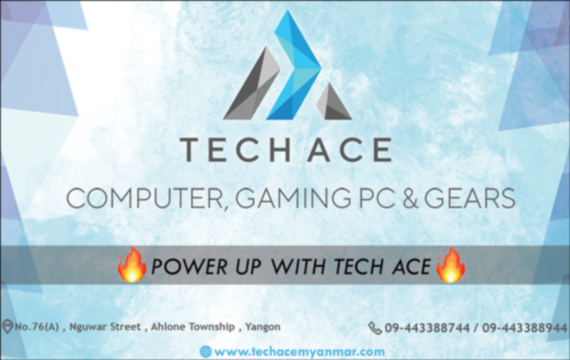 TECH ACE
COMPUTER, GAMING PC & GEARS
POWER UP WITH TECH ACE
No.76(A) , Nguwar Street , Ahlone Township , Yangon
09-443388744 / 09-443388944
www.techacemyanmar.com